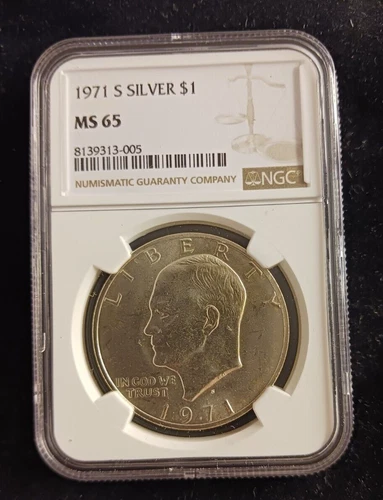 1971 S SILVER $1
MS 65
8139313-005
NUMISMATIC GUARANTY COMPANY
NGC
LIBERTY
IN GOD WE
TRUST
1971